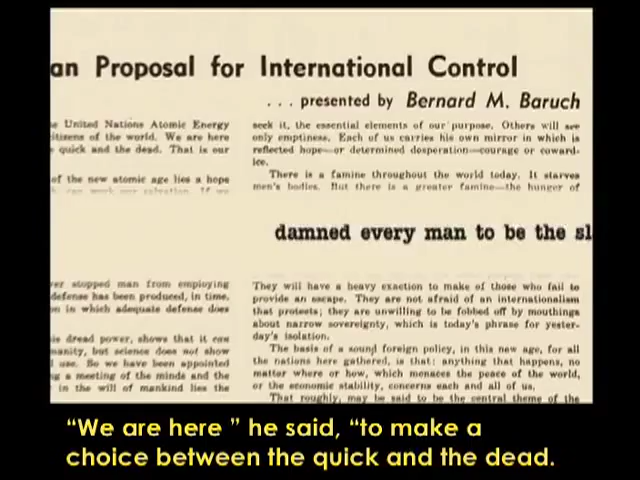 an Proposal for International Control
. . . presented by Bernard M. Baruch
United Nations Atomic Energy
citizens of the world. We are here
quick and the dead. That is our
of the new atomic age lies a hope
seek it, the essential elements of our purpose. Others will see
only emptiness. Each of us carries his own mirror in which is
reflected hope—or determined desperation—courage or coward-
ice.
There is a famine throughout the world today. It starves
men's bodies. But there is a greater famine—the hunger of
damned every man to be the sl
ver stopped man from employing
defense has been produced, in time,
on in which adequate defense does
is dread power, shows that it can
manity, but science does not show
l use. So we have been appointed
g a meeting of the minds and the
in the will of mankind lies the
They will have a heavy exaction to make of those who fail to
provide an escape. They are not afraid of an internationalism
that protects; they are unwilling to be fobbed off by mouthings
about narrow sovereignty, which is today's phrase for yester-
day's isolation.
The basis of a sound foreign policy, in this new age, for all
the nations here gathered, is that: anything that happens, no
matter where or how, which menaces the peace of the world,
or the economic stability, concerns each and all of us.
That roughly, may be said to be the central theme of the
“We are here ” he said, “to make a
choice between the quick and the dead.